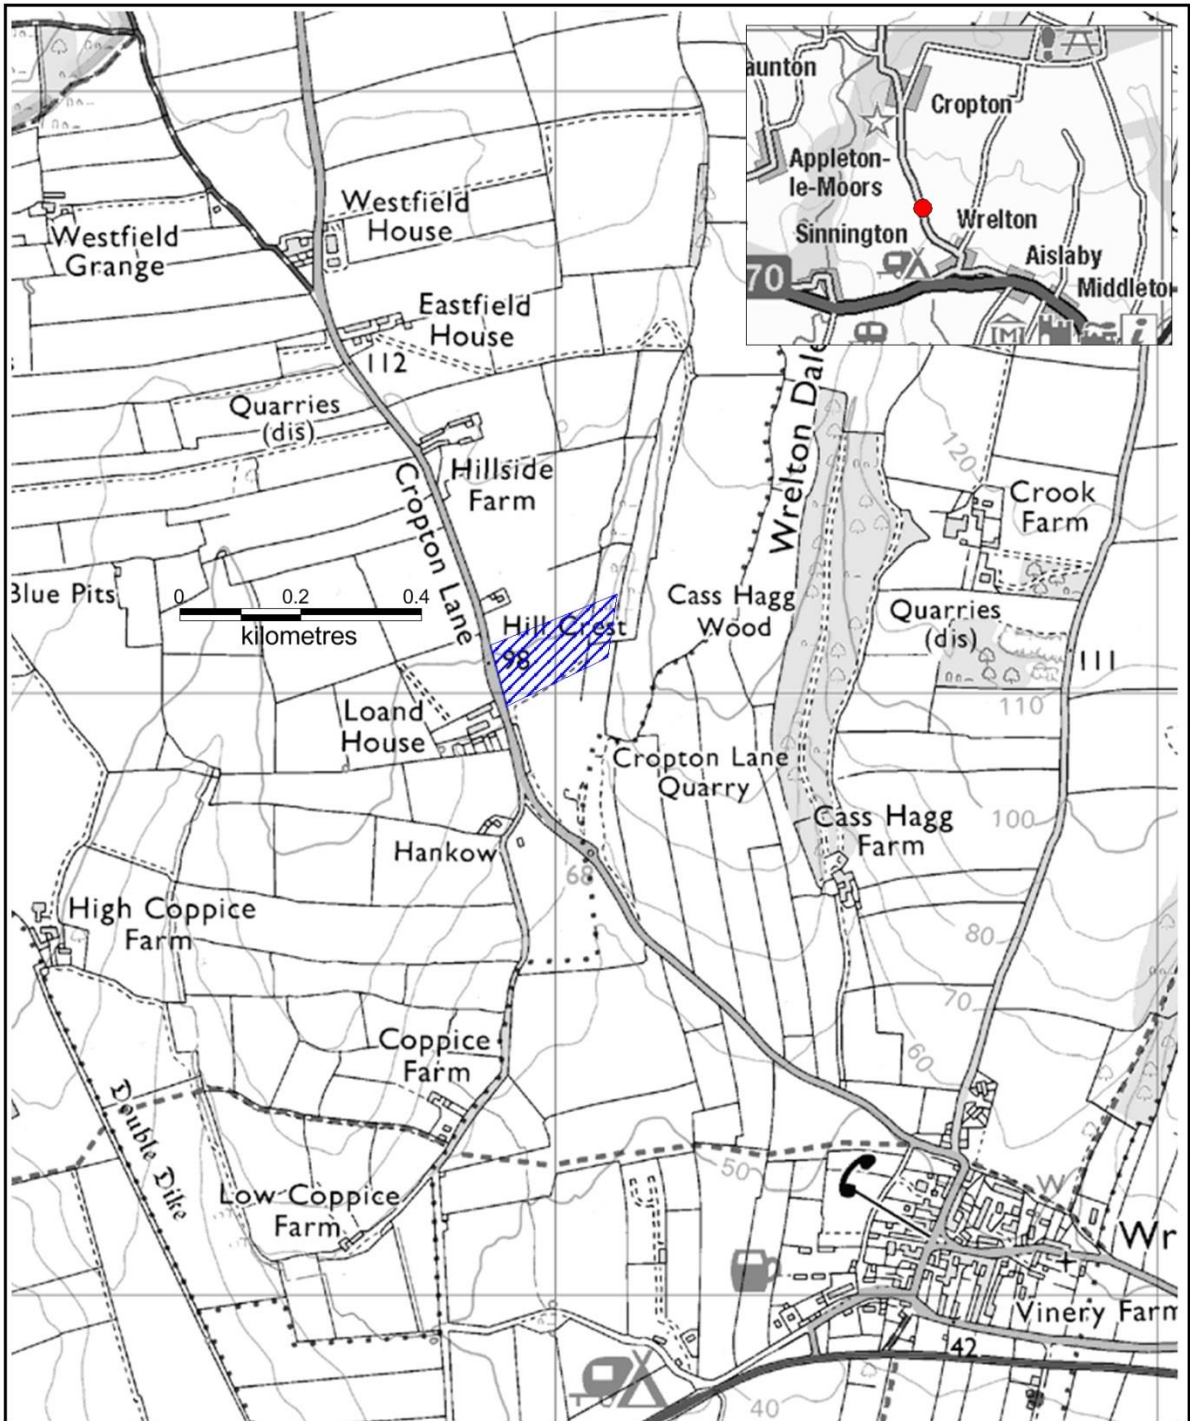 aunton
Cropton
Appleton-
le-Moors
Wrelton
Sinnington
Aislaby
70
Middleto
M
i
Westfield
House
Westfield
Grange
Eastfield
House
112
Quarries
(dis)
Hillside
Farm
Cropton Lane
Wrelton Dale
120
Crook
Farm
Blue Pits
0 0.2 0.4
kilometres
Hill Crest
98
Cass Hagg
Wood
Quarries
(dis)
111
110
Loand
House
Cropton Lane
Quarry
Hankow
68
Cass Hagg
Farm
100
High Coppice
Farm
80
70
60
Coppice
Farm
Double Dike
50
Low Coppice
Farm
W
Wr
Vinery Farm
42
40